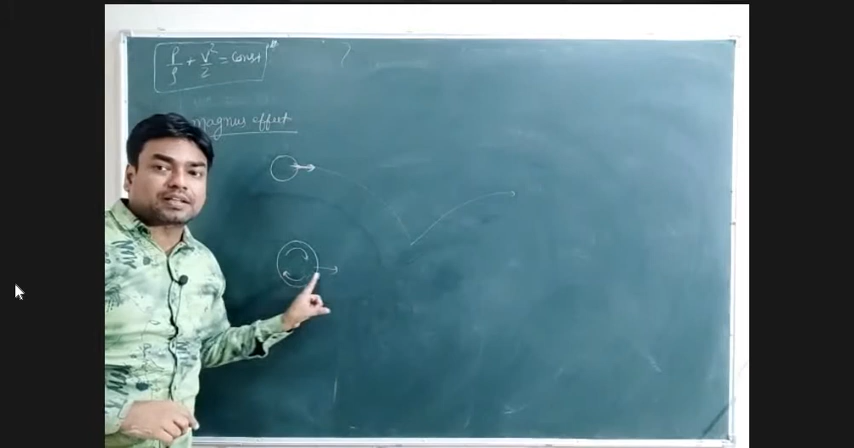 P/ρ + V²/2 = const
magnus effect